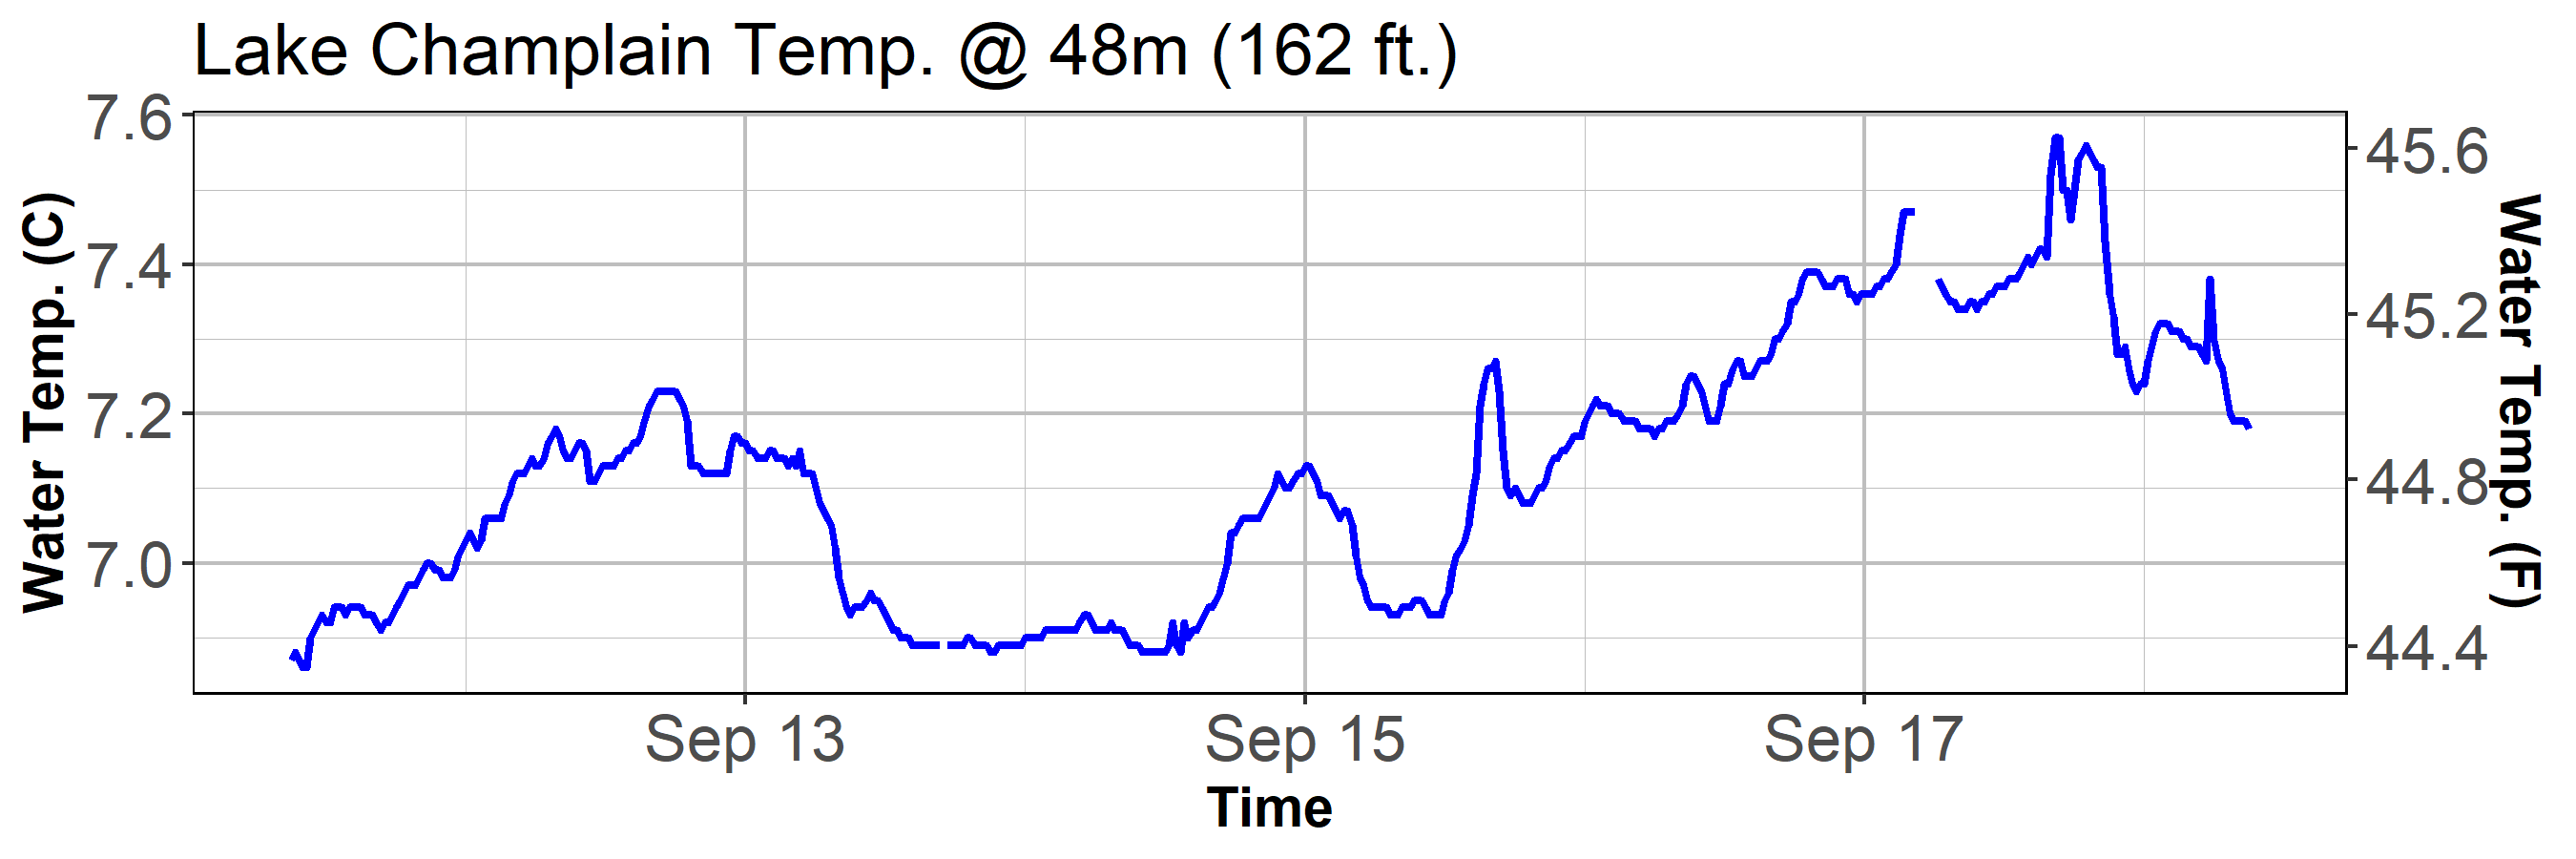 Lake Champlain Temp. @ 48m (162 ft.)
Water Temp. (C)
7.6
7.4
7.2
7.0
45.6
45.2
44.8
44.4
Water Temp. (F)
Sep 13
Sep 15
Sep 17
Time